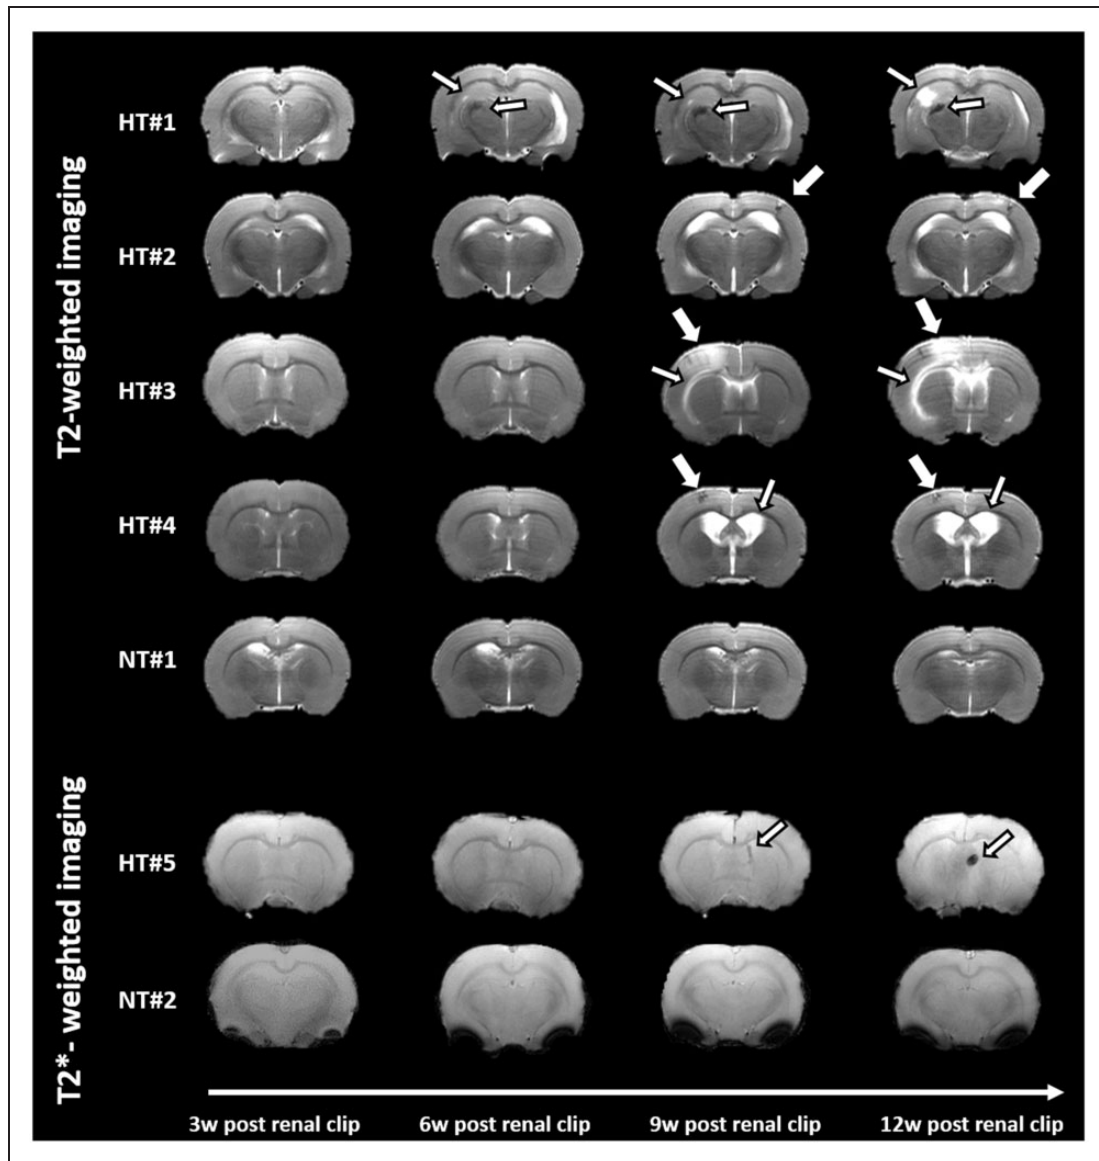 T2-weighted imaging
HT#1
HT#2
HT#3
HT#4
NT#1
T2*- weighted imaging
HT#5
NT#2
3w post renal clip
6w post renal clip
9w post renal clip
12w post renal clip